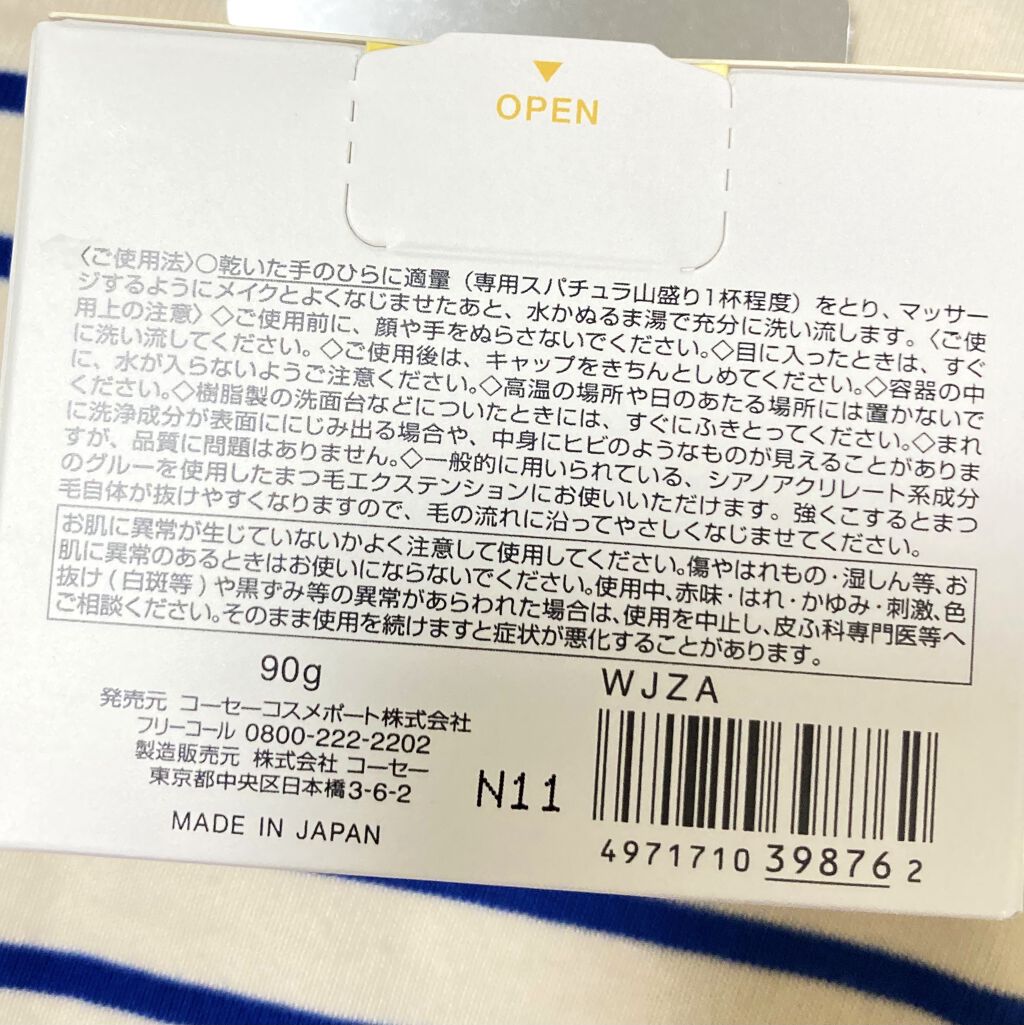 OPEN
〈ご使用法〉○乾いた手のひらに適量（専用スパチュラ山盛り1杯程度）をとり、マッサー
ジするようにメイクとよくなじませたあと、水かぬるま湯で充分に洗い流します。〈ご使
用上の注意〉◇ご使用前に、顔や手をぬらさないでください。◇目に入ったときは、すぐ
に洗い流してください。◇ご使用後は、キャップをきちんとしめてください。◇容器の中
に、水が入らないようご注意ください。◇高温の場所や日のあたる場所には置かないで
ください。◇樹脂製の洗面台などについたときには、すぐにふきとってください。◇まれ
に洗浄成分が表面ににじみ出る場合や、中身にヒビのようなものが見えることがありま
すが、品質に問題はありません。◇一般的に用いられている、シアノアクリレート系成分
のグルーを使用したまつ毛エクステンションにお使いいただけます。強くこするとまつ
毛自体が抜けやすくなりますので、毛の流れに沿ってやさしくなじませてください。
お肌に異常が生じていないかよく注意して使用してください。傷やはれもの・湿しん等、お
肌に異常のあるときはお使いにならないでください。使用中、赤味・はれ・かゆみ・刺激、色
抜け（白斑等）や黒ずみ等の異常があらわれた場合は、使用を中止し、皮ふ科専門医等へ
ご相談ください。そのまま使用を続けますと症状が悪化することがあります。
90g
発売元 コーセーコスメポート株式会社
フリーコール 0800-222-2202
製造販売元 株式会社 コーセー
東京都中央区日本橋3-6-2
MADE IN JAPAN
N11
WJZA
4971710 39876 2